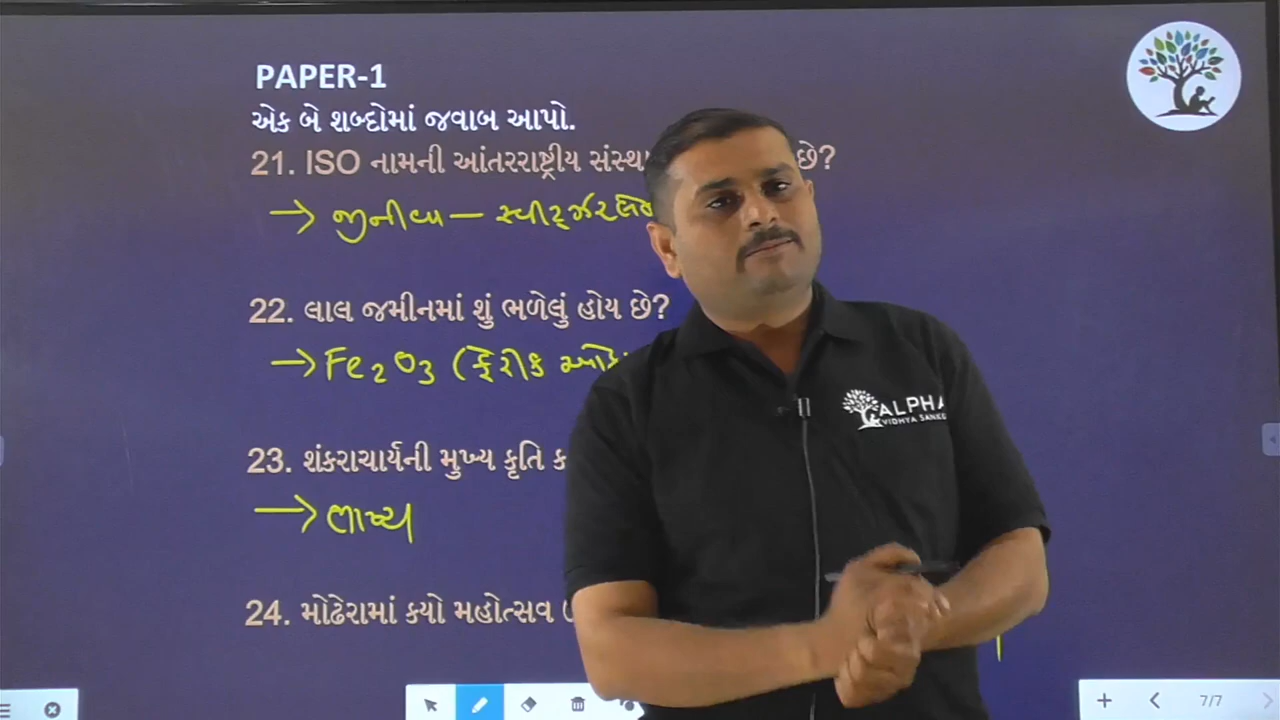 PAPER-1
એક બે શબ્દોમાં જવાબ આપો.
21. ISO નામની આંતરરાષ્ટ્રીય સંસ્થા છે?
→ જીનીવા –
22. લાલ જમીનમાં શું ભળેલું હોય છે?
→ Fe₂O₃ (ફેરીક
23. શંકરાચાર્યની મુખ્ય કૃતિ
→ ભાષ્ય
24. મોઢેરામાં કયો મહોત્સવ
ALPHA
VIDHYA
7/7